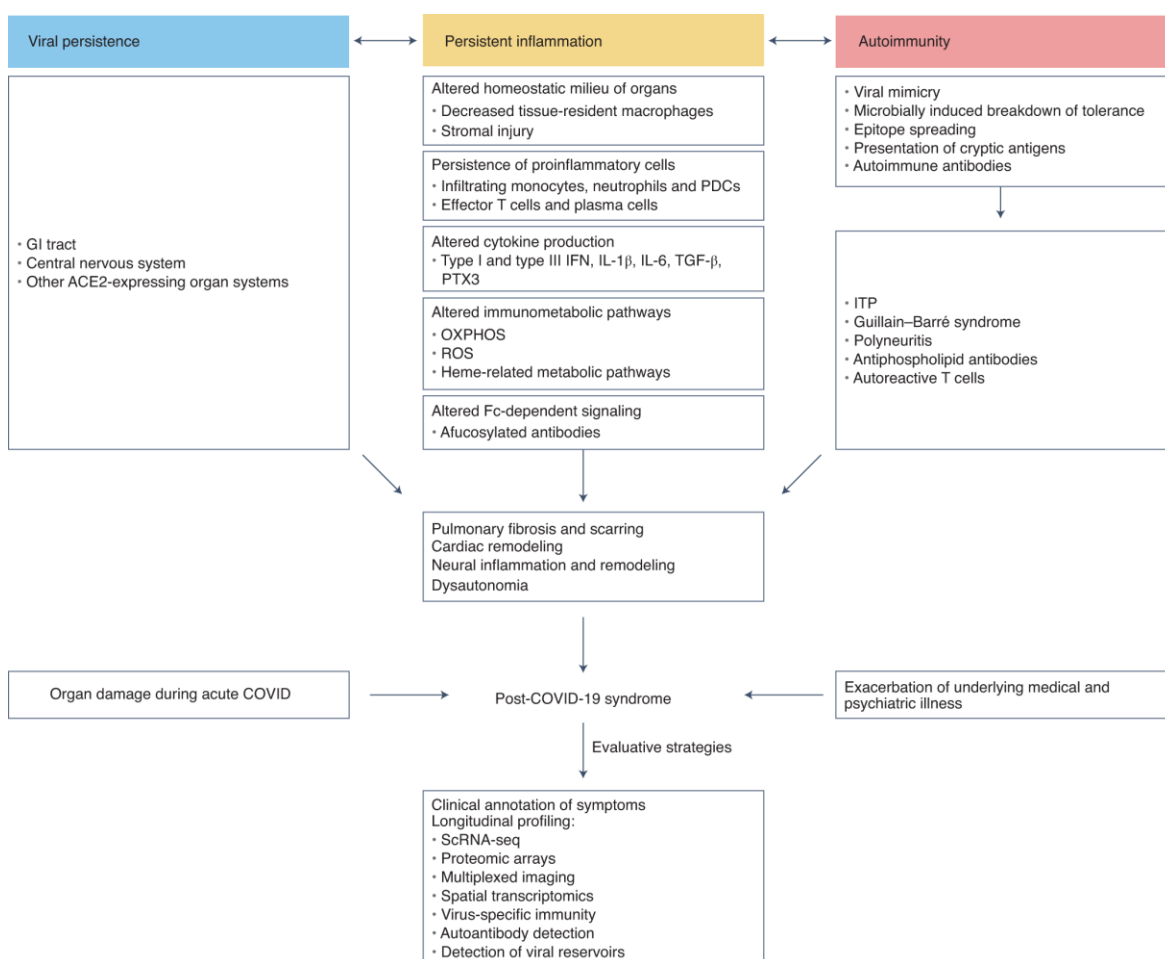 Viral persistence
Persistent inflammation
Autoimmunity
• GI tract
• Central nervous system
• Other ACE2-expressing organ systems
Altered homeostatic milieu of organs
• Decreased tissue-resident macrophages
• Stromal injury
Persistence of proinflammatory cells
• Infiltrating monocytes, neutrophils and PDCs
• Effector T cells and plasma cells
Altered cytokine production
• Type I and type III IFN, IL-1β, IL-6, TGF-β,
PTX3
Altered immunometabolic pathways
• OXPHOS
• ROS
• Heme-related metabolic pathways
Altered Fc-dependent signaling
• Afucosylated antibodies
• Viral mimicry
• Microbially induced breakdown of tolerance
• Epitope spreading
• Presentation of cryptic antigens
• Autoimmune antibodies
• ITP
• Guillain–Barré syndrome
• Polyneuritis
• Antiphospholipid antibodies
• Autoreactive T cells
Pulmonary fibrosis and scarring
Cardiac remodeling
Neural inflammation and remodeling
Dysautonomia
Organ damage during acute COVID
Post-COVID-19 syndrome
Exacerbation of underlying medical and
psychiatric illness
Evaluative strategies
Clinical annotation of symptoms
Longitudinal profiling:
• ScRNA-seq
• Proteomic arrays
• Multiplexed imaging
• Spatial transcriptomics
• Virus-specific immunity
• Autoantibody detection
• Detection of viral reservoirs